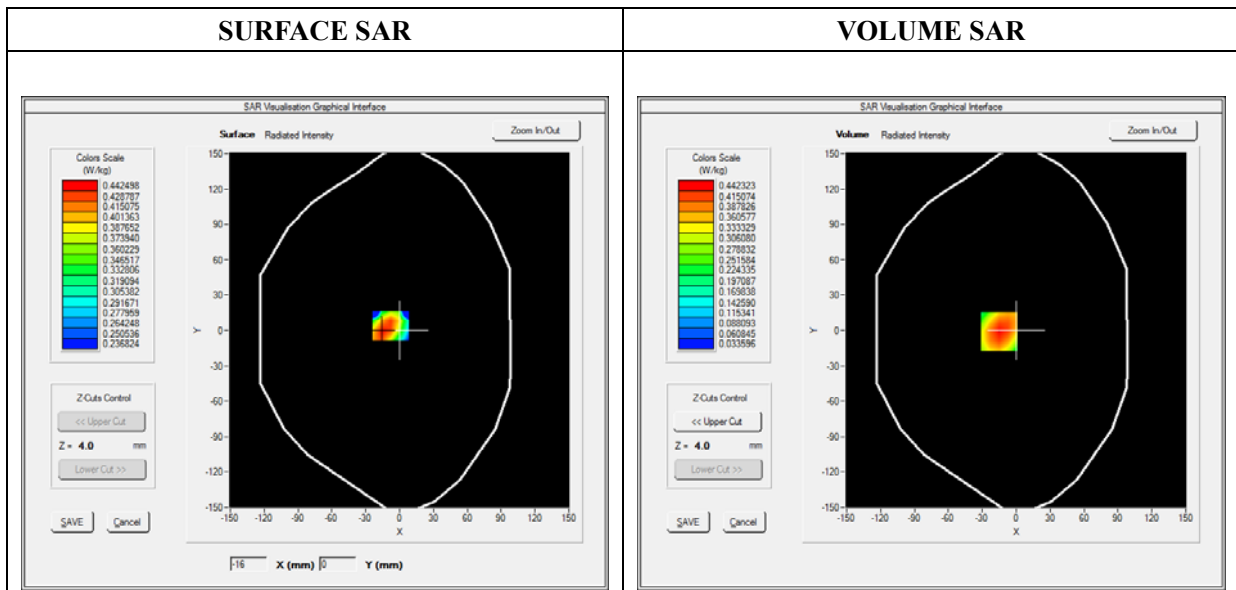 SURFACE SAR
SAR Visualisation Graphical Interface
Surface Radiated Intensity
Zoom In/Out
Colors Scale
(W/kg)
0.442498
0.428787
0.415075
0.401363
0.387652
0.373940
0.360229
0.346517
0.332806
0.319094
0.305382
0.291671
0.277959
0.264248
0.250536
0.236824
Z-Cuts Control
<< Upper Cut
Z = 4.0 mm
Lower Cut >>
SAVE Cancel
150
120
90
60
30
0
-30
-60
-90
-120
-150
Y
-150 -120 -90 -60 -30 0 30 60 90 120 150
X
-16 X (mm) 0 Y (mm)
VOLUME SAR
SAR Visualisation Graphical Interface
Volume Radiated Intensity
Zoom In/Out
Colors Scale
(W/kg)
0.442323
0.415074
0.387826
0.360577
0.333329
0.306080
0.278832
0.251584
0.224335
0.197087
0.169838
0.142590
0.115341
0.088093
0.060845
0.033596
Z-Cuts Control
<< Upper Cut
Z = 4.0 mm
Lower Cut >>
SAVE Cancel
150
120
90
60
30
0
-30
-60
-90
-120
-150
Y
-150 -120 -90 -60 -30 0 30 60 90 120 150
X